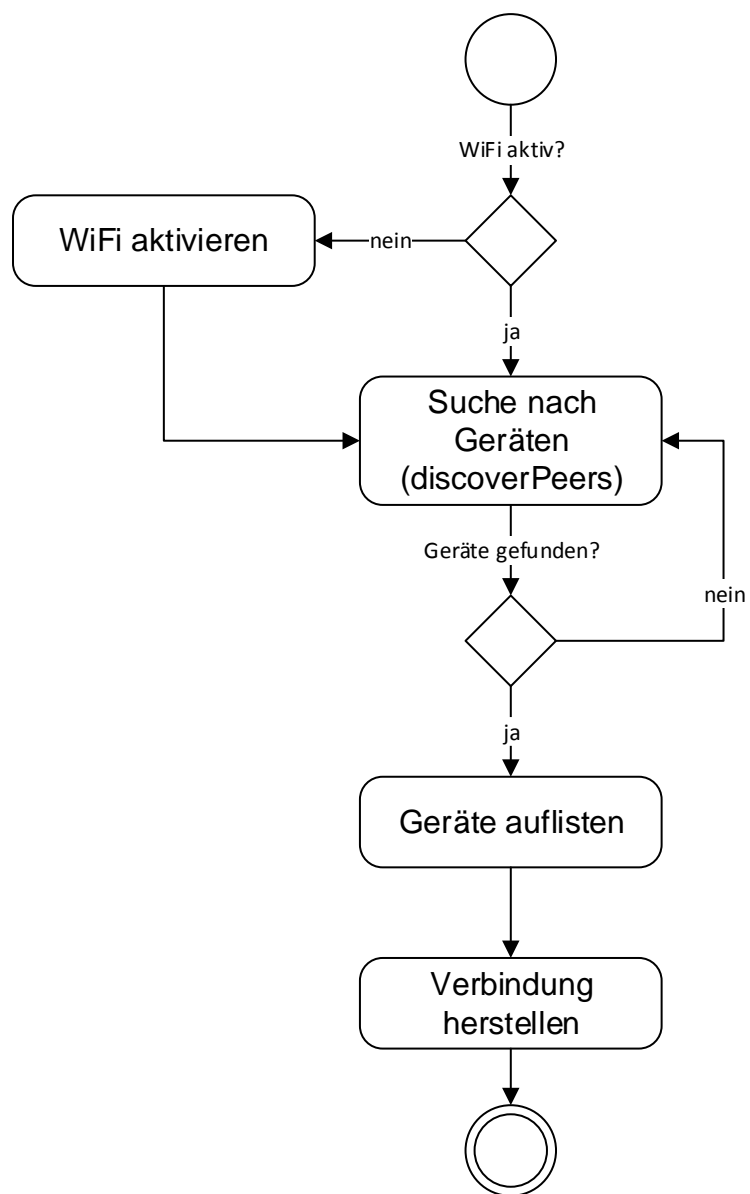 WiFi aktiv?
WiFi aktivieren
nein
ja
Suche nach
Geräten
(discoverPeers)
Geräte gefunden?
nein
ja
Geräte auflisten
Verbindung
herstellen